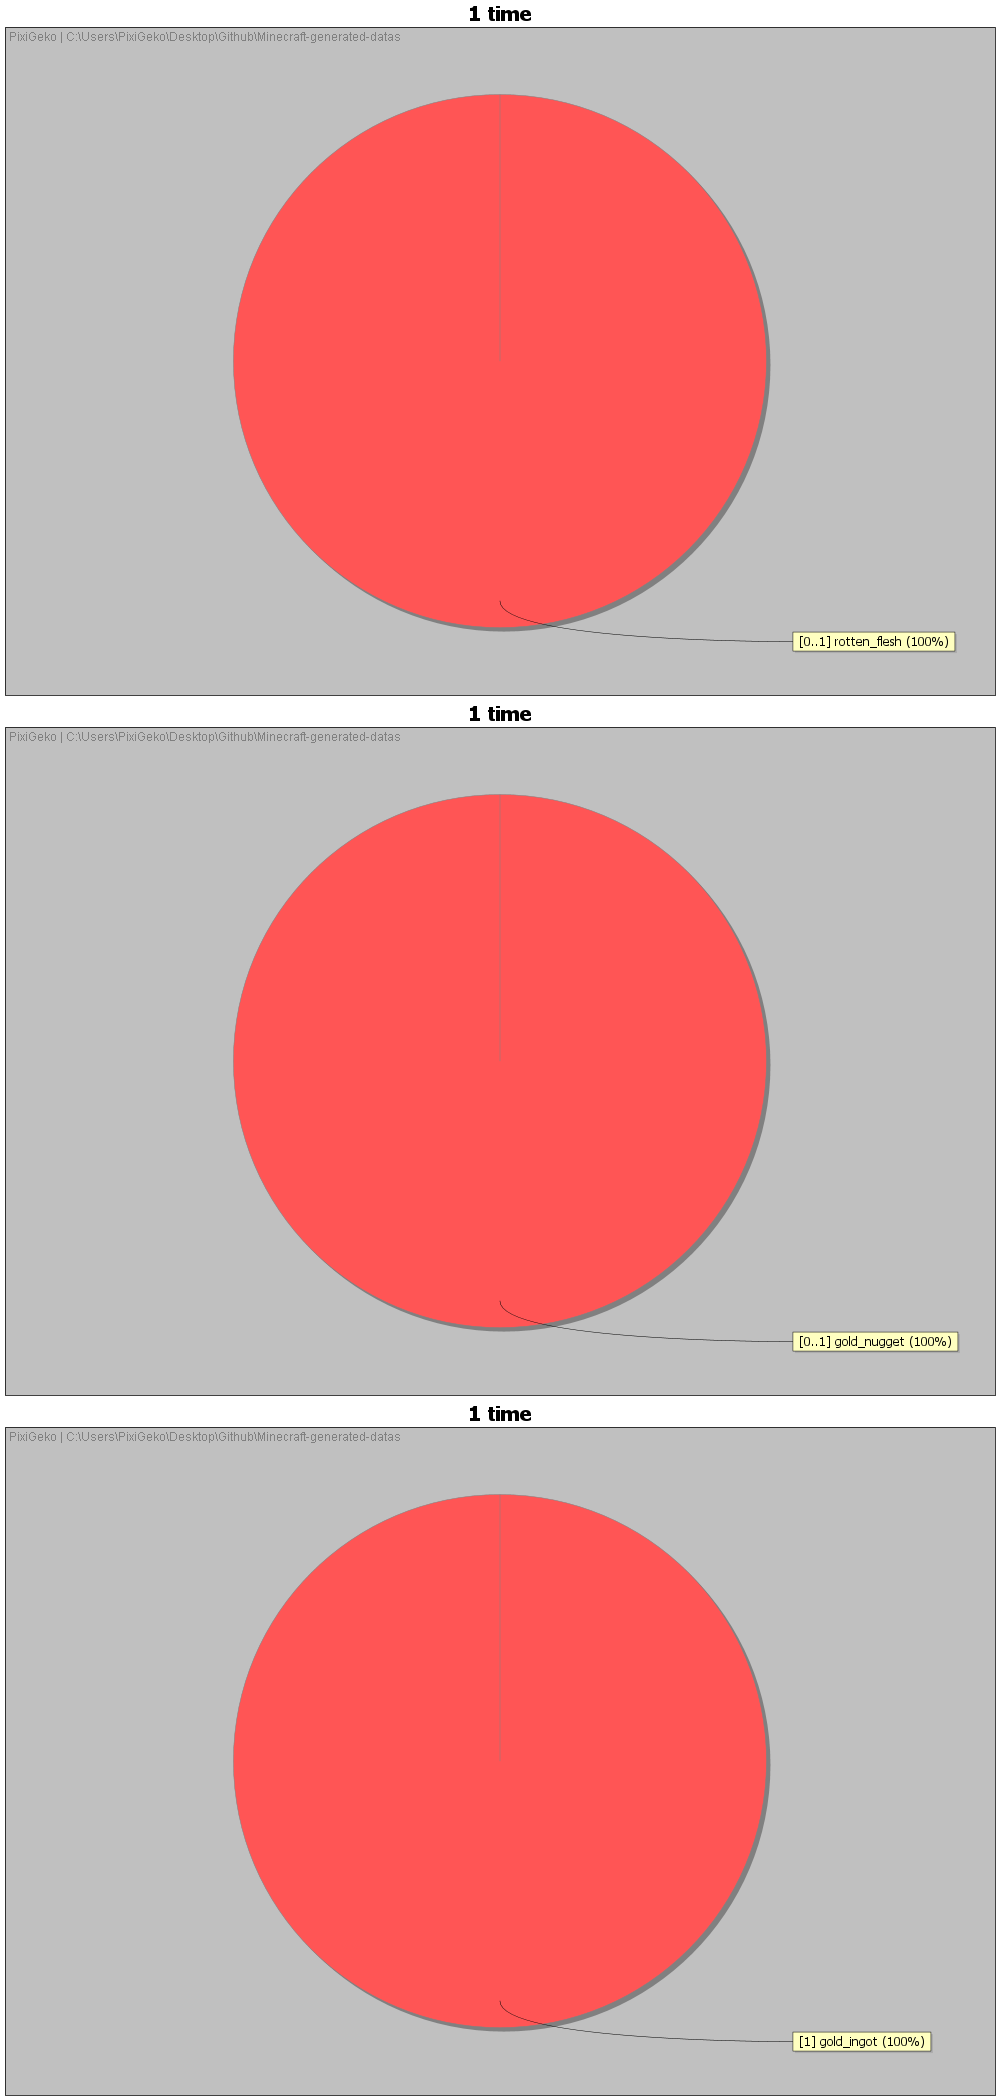 1 time
PixiGeko | C:\Users\PixiGeko\Desktop\Github\Minecraft-generated-datas
[0..1] rotten_flesh (100%)
1 time
PixiGeko | C:\Users\PixiGeko\Desktop\Github\Minecraft-generated-datas
[0..1] gold_nugget (100%)
1 time
PixiGeko | C:\Users\PixiGeko\Desktop\Github\Minecraft-generated-datas
[1] gold_ingot (100%)